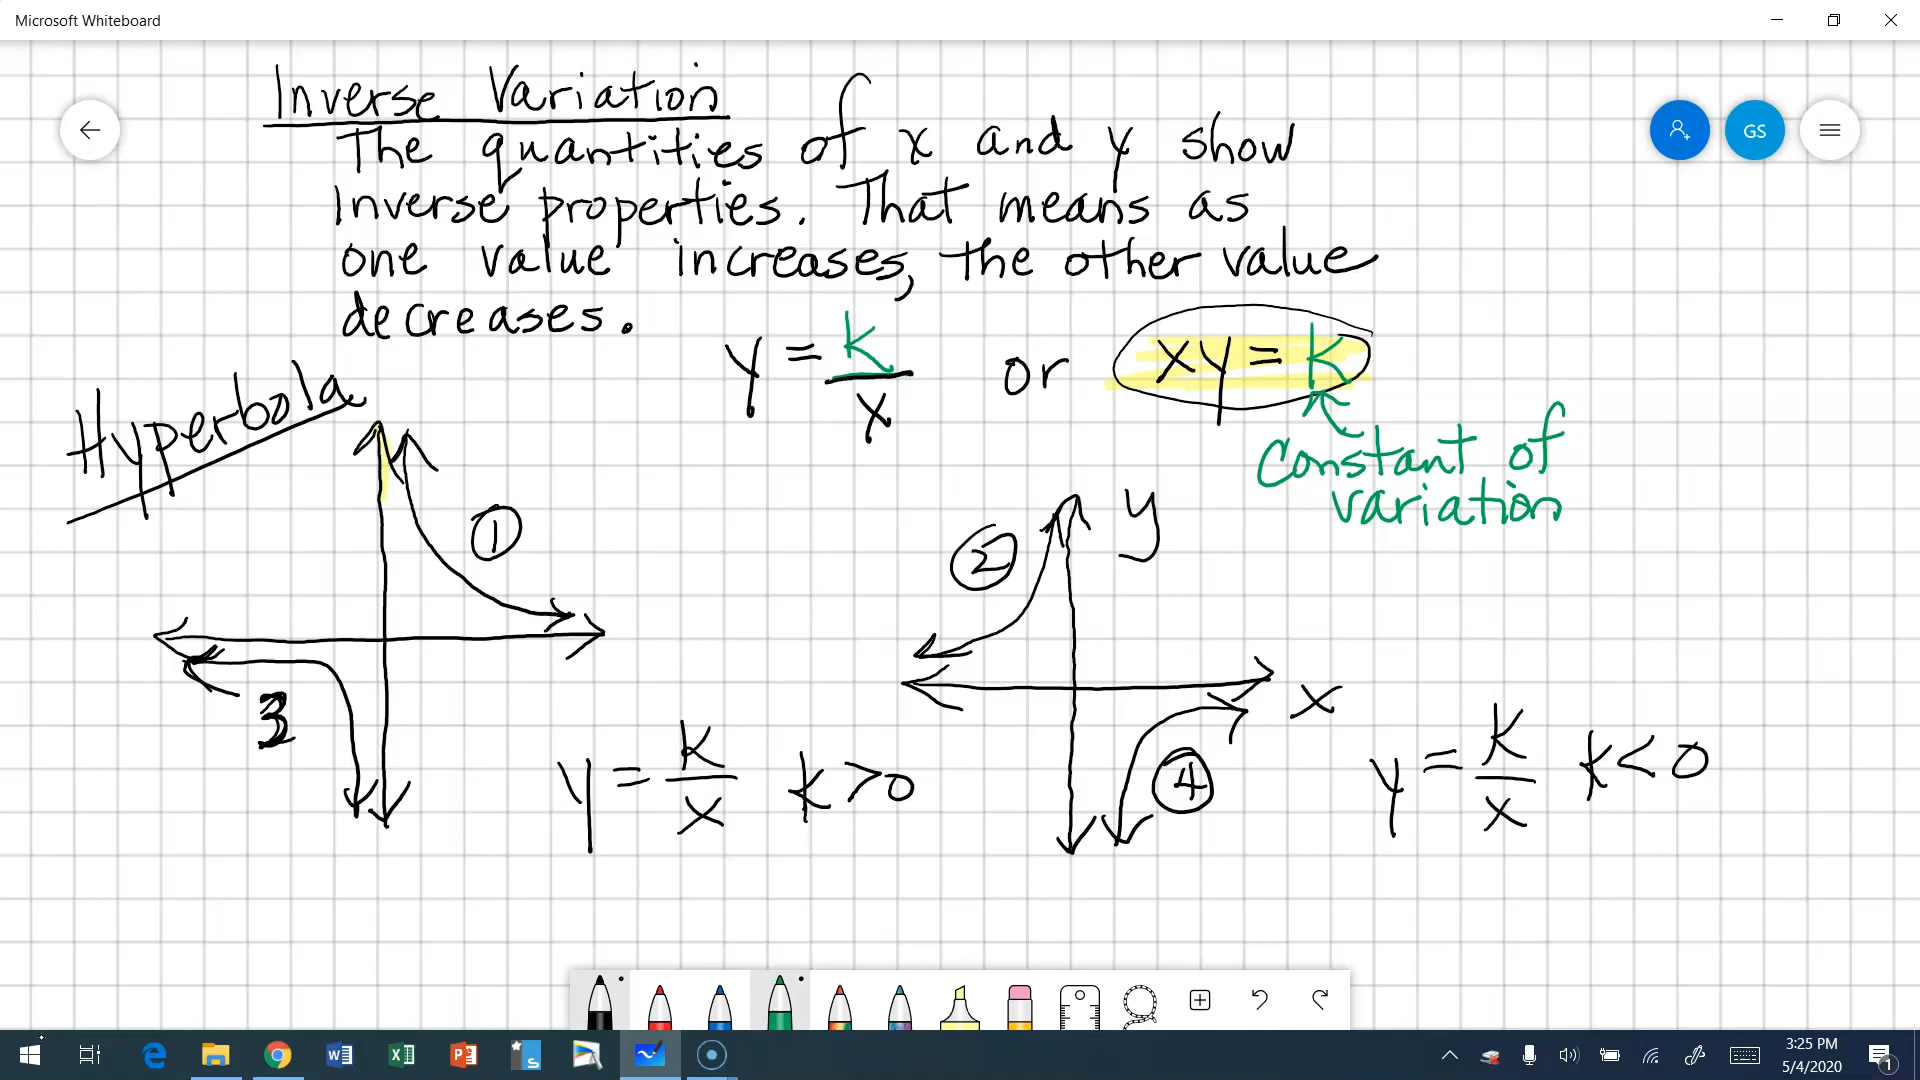 Microsoft Whiteboard
GS
Inverse Variation
The quantities of x and y show
inverse properties. That means as
one value increases, the other value
decreases.
y = k/x or xy = k
Constant of
variation
Hyperbola
1
3
y = k/x k > 0
2
y
x
4
y = k/x k < 0
3:25 PM
5/4/2020
1